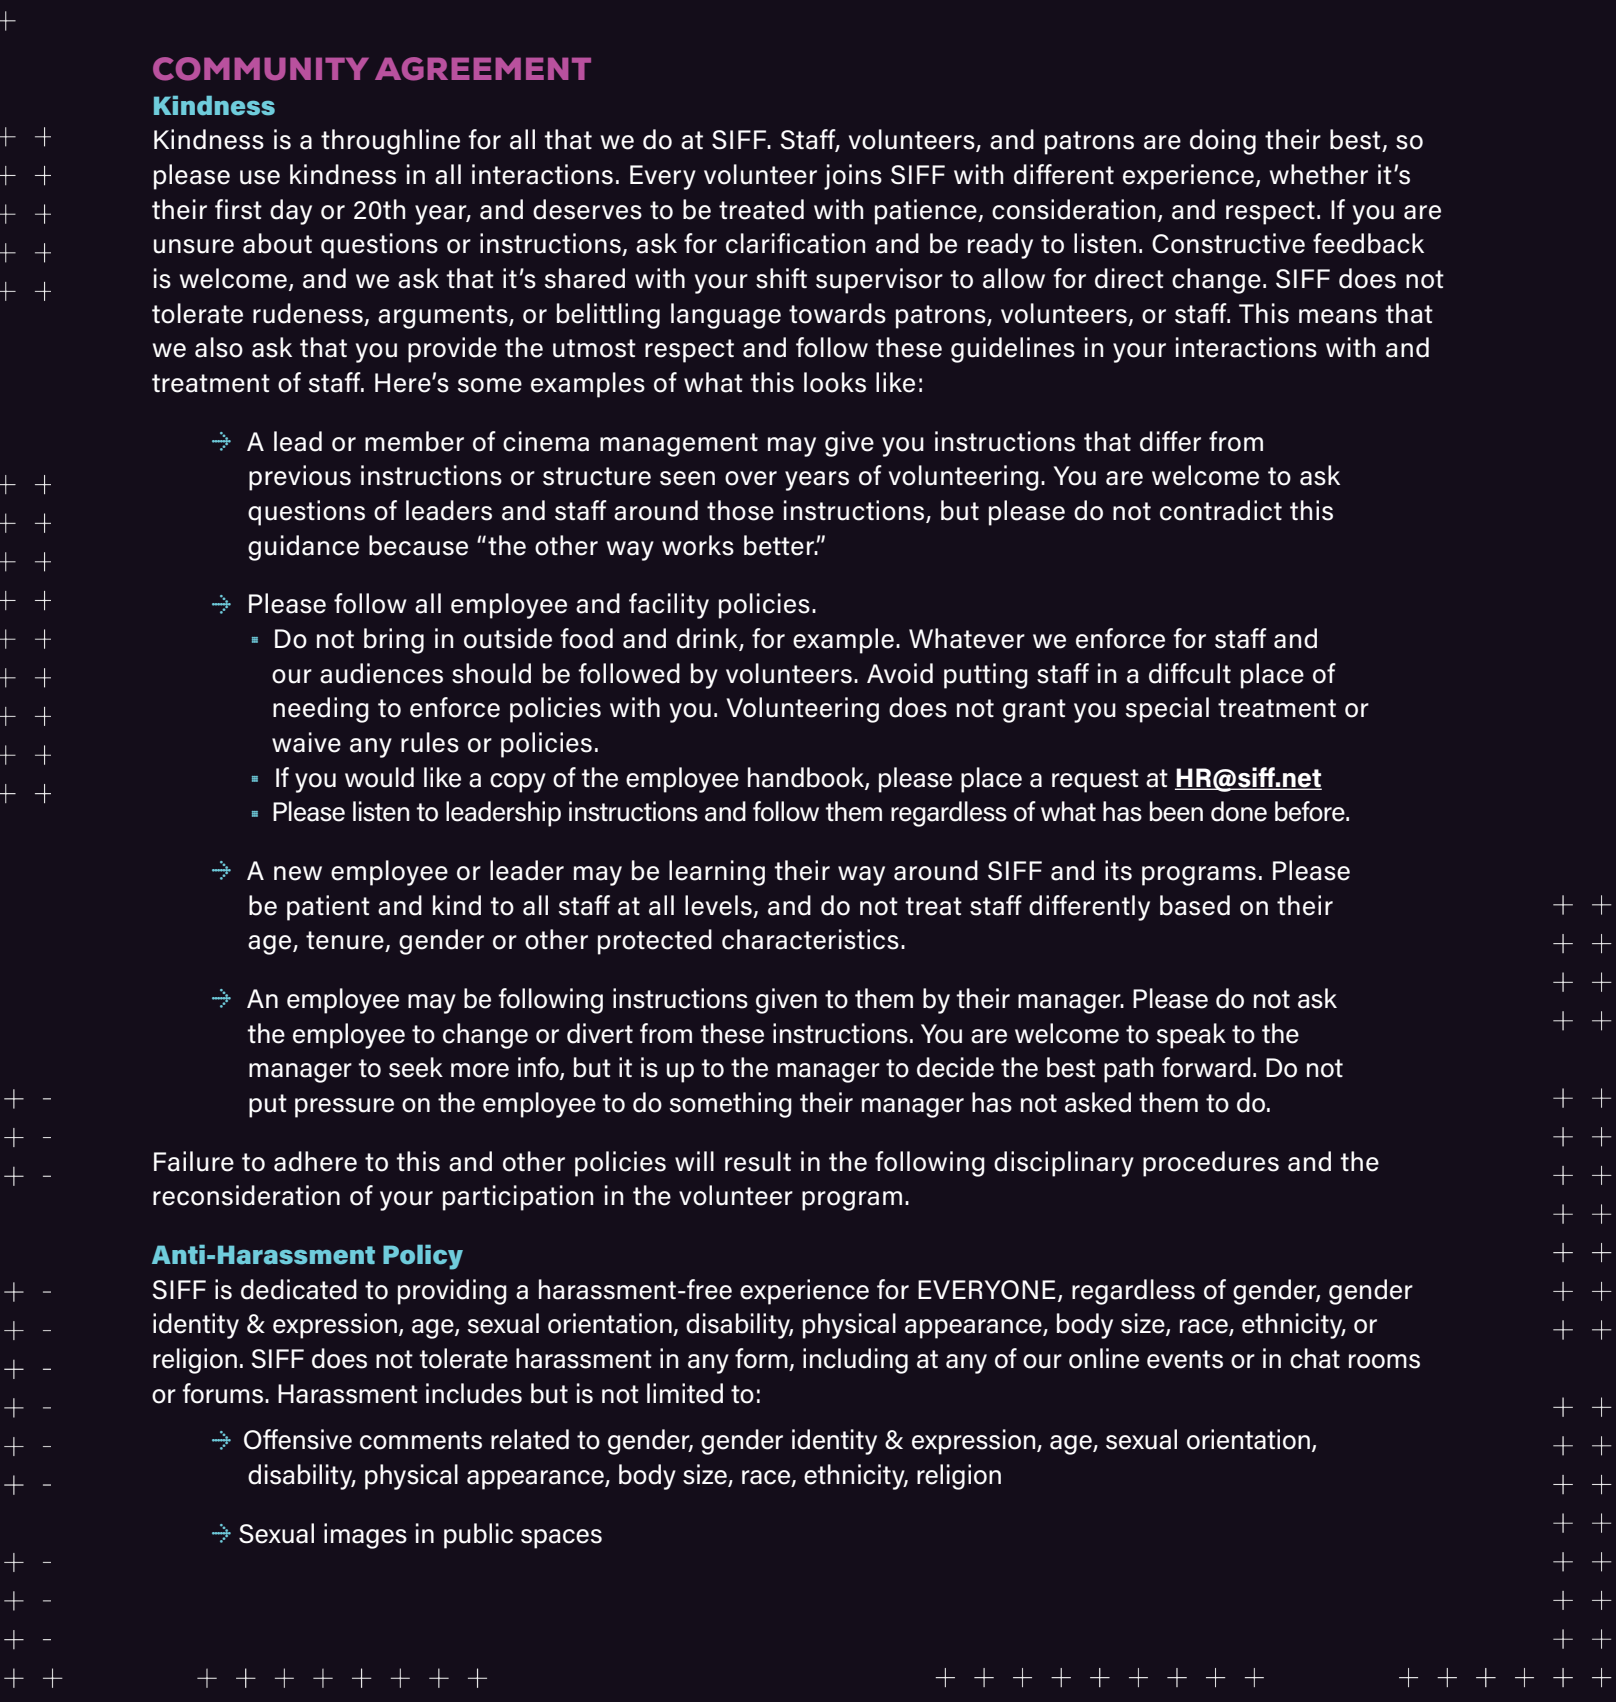 COMMUNITY AGREEMENT
Kindness
Kindness is a throughline for all that we do at SIFF. Staff, volunteers, and patrons are doing their best, so
please use kindness in all interactions. Every volunteer joins SIFF with different experience, whether it’s
their first day or 20th year, and deserves to be treated with patience, consideration, and respect. If you are
unsure about questions or instructions, ask for clarification and be ready to listen. Constructive feedback
is welcome, and we ask that it’s shared with your shift supervisor to allow for direct change. SIFF does not
tolerate rudeness, arguments, or belittling language towards patrons, volunteers, or staff. This means that
we also ask that you provide the utmost respect and follow these guidelines in your interactions with and
treatment of staff. Here’s some examples of what this looks like:
→ A lead or member of cinema management may give you instructions that differ from
previous instructions or structure seen over years of volunteering. You are welcome to ask
questions of leaders and staff around those instructions, but please do not contradict this
guidance because “the other way works better.”
→ Please follow all employee and facility policies.
▪ Do not bring in outside food and drink, for example. Whatever we enforce for staff and
our audiences should be followed by volunteers. Avoid putting staff in a diffcult place of
needing to enforce policies with you. Volunteering does not grant you special treatment or
waive any rules or policies.
▪ If you would like a copy of the employee handbook, please place a request at HR@siff.net
▪ Please listen to leadership instructions and follow them regardless of what has been done before.
→ A new employee or leader may be learning their way around SIFF and its programs. Please
be patient and kind to all staff at all levels, and do not treat staff differently based on their
age, tenure, gender or other protected characteristics.
→ An employee may be following instructions given to them by their manager. Please do not ask
the employee to change or divert from these instructions. You are welcome to speak to the
manager to seek more info, but it is up to the manager to decide the best path forward. Do not
put pressure on the employee to do something their manager has not asked them to do.
Failure to adhere to this and other policies will result in the following disciplinary procedures and the
reconsideration of your participation in the volunteer program.
Anti-Harassment Policy
SIFF is dedicated to providing a harassment-free experience for EVERYONE, regardless of gender, gender
identity & expression, age, sexual orientation, disability, physical appearance, body size, race, ethnicity, or
religion. SIFF does not tolerate harassment in any form, including at any of our online events or in chat rooms
or forums. Harassment includes but is not limited to:
→ Offensive comments related to gender, gender identity & expression, age, sexual orientation,
disability, physical appearance, body size, race, ethnicity, religion
→ Sexual images in public spaces